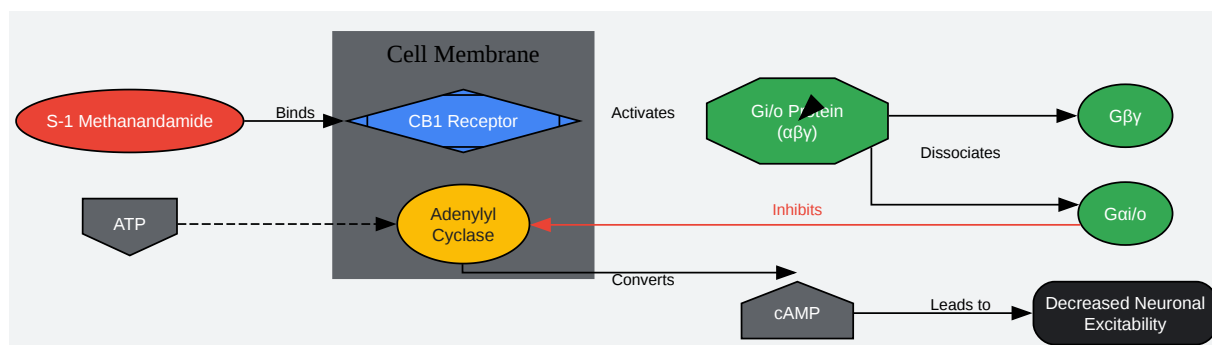 Cell Membrane
S-1 Methanandamide
Binds
CB1 Receptor
Activates
Gi/o Protein
(αβγ)
Gβγ
Dissociates
ATP
Adenylyl
Cyclase
Inhibits
Gαi/o
Converts
cAMP
Leads to
Decreased Neuronal
Excitability